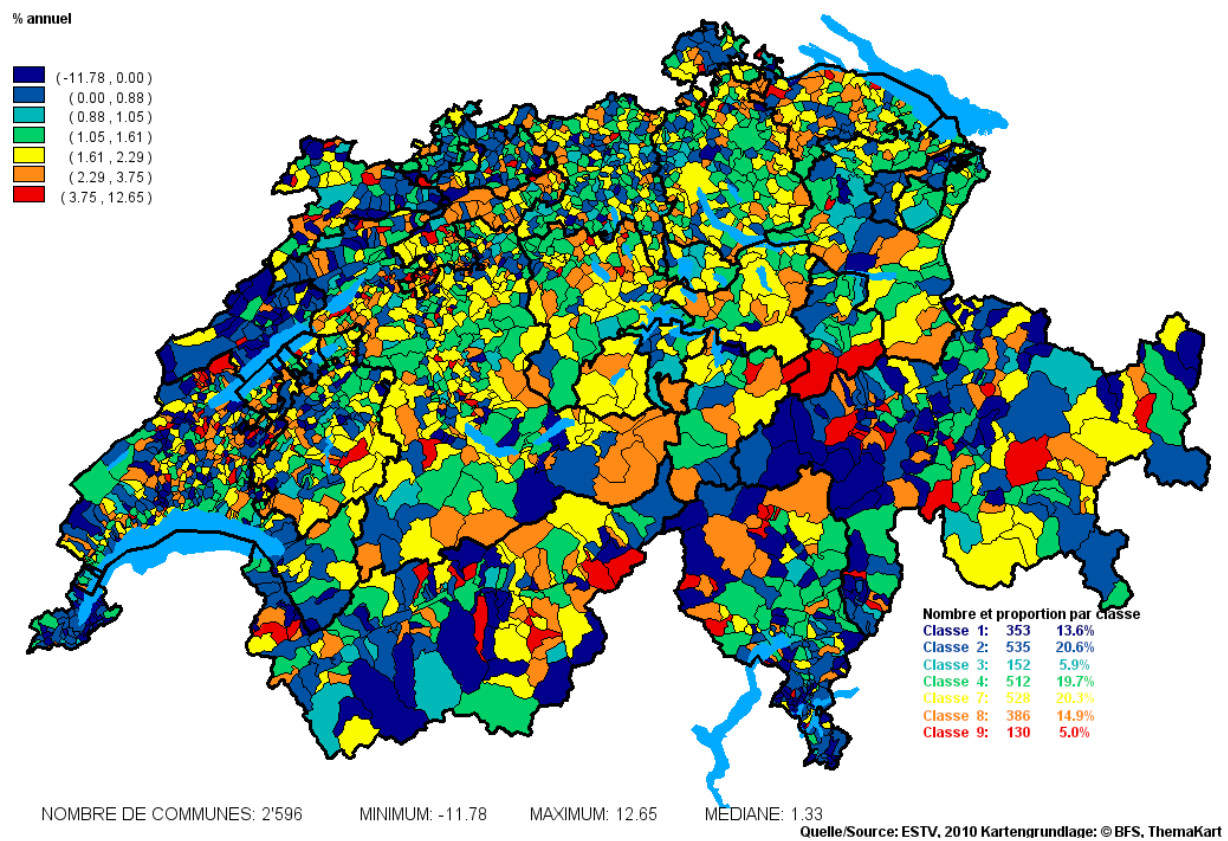 % annuel
(-11.78 , 0.00 )
(0.00 , 0.88 )
(0.88 , 1.05 )
(1.05 , 1.61 )
(1.61 , 2.29 )
(2.29 , 3.75 )
(3.75 , 12.65 )
Nombre et proportion par classe
Classe 1: 353 13.6%
Classe 2: 535 20.6%
Classe 3: 152 5.9%
Classe 4: 512 19.7%
Classe 7: 528 20.3%
Classe 8: 386 14.9%
Classe 9: 130 5.0%
NOMBRE DE COMMUNES: 2'596 MINIMUM: -11.78 MAXIMUM: 12.65 MEDIANE: 1.33
Quelle/Source: ESTV, 2010 Kartengrundlage: © BFS, ThemaKart